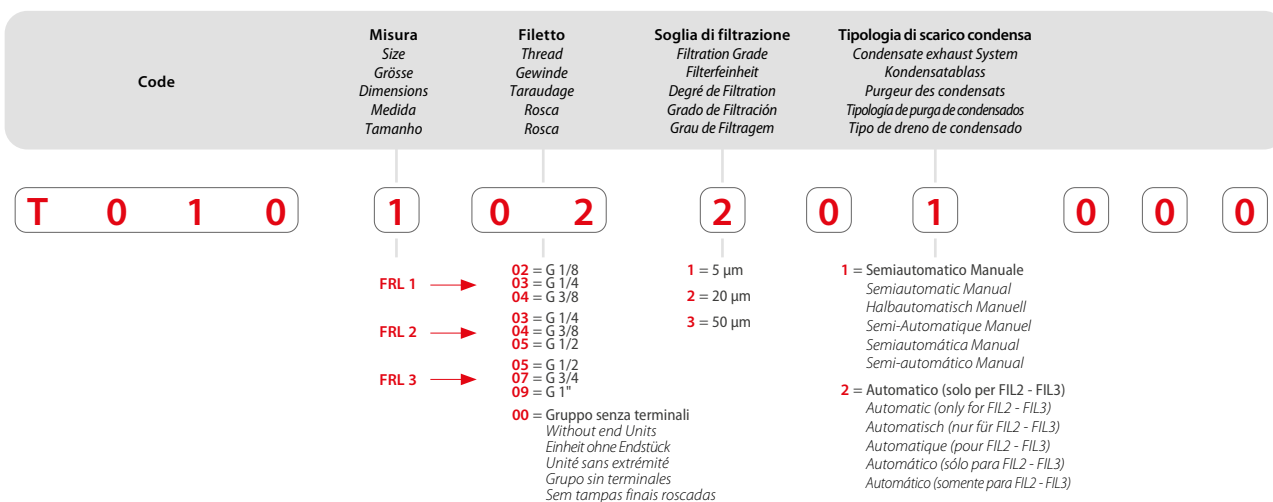 Code
Misura
Size
Grösse
Dimensions
Medida
Tamanho
Filetto
Thread
Gewinde
Taraudage
Rosca
Rosca
Soglia di filtrazione
Filtration Grade
Filterfeinheit
Degré de Filtration
Grado de Filtración
Grau de Filtragem
Tipologia di scarico condensa
Condensate exhaust System
Kondensatablass
Purgeur des condensats
Tipología de purga de condensados
Tipo de dreno de condensado
T 0 1 0 1 0 2 2 0 1 0 0 0
FRL 1
02 = G 1/8
03 = G 1/4
04 = G 3/8
FRL 2
03 = G 1/4
04 = G 3/8
05 = G 1/2
FRL 3
05 = G 1/2
07 = G 3/4
09 = G 1"
00 = Gruppo senza terminali
Without end Units
Einheit ohne Endstück
Unité sans extrémité
Grupo sin terminales
Sem tampas finais roscadas
1 = 5 µm
2 = 20 µm
3 = 50 µm
1 = Semiautomatico Manuale
Semiautomatic Manual
Halbautomatisch Manuell
Semi-Automatique Manuel
Semiautomática Manual
Semi-automático Manual
2 = Automatico (solo per FIL2 - FIL3)
Automatic (only for FIL2 - FIL3)
Automatisch (nur für FIL2 - FIL3)
Automatique (pour FIL2 - FIL3)
Automático (sólo para FIL2 - FIL3)
Automático (somente para FIL2 - FIL3)